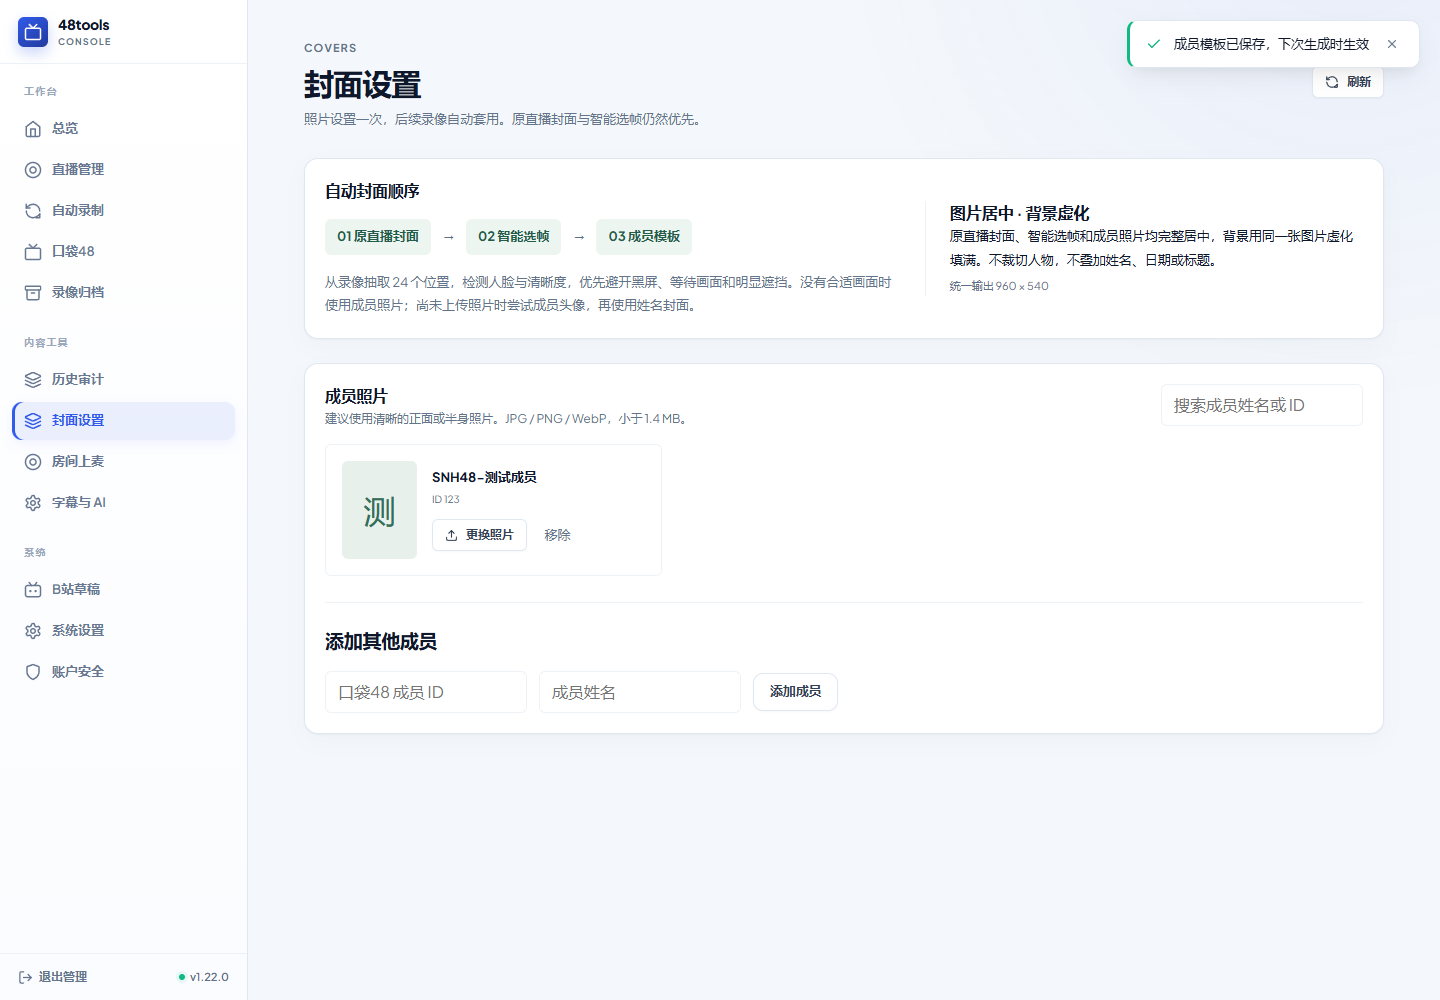 48tools
CONSOLE
工作台
总览
直播管理
自动录制
口袋48
录像归档
内容工具
历史审计
封面设置
房间上麦
字幕与 AI
系统
B站草稿
系统设置
账户安全
退出管理
v1.22.0
COVERS
封面设置
照片设置一次，后续录像自动套用。原直播封面与智能选帧仍然优先。
成员模板已保存，下次生成时生效
刷新
自动封面顺序
01 原直播封面 → 02 智能选帧 → 03 成员模板
从录像抽取 24 个位置，检测人脸与清晰度，优先避开黑屏、等待画面和明显遮挡。没有合适画面时
使用成员照片；尚未上传照片时尝试成员头像，再使用姓名封面。
图片居中 · 背景虚化
原直播封面、智能选帧和成员照片均完整居中，背景用同一张图片虚化
填满。不裁切人物，不叠加姓名、日期或标题。
统一输出 960 × 540
成员照片
建议使用清晰的正面或半身照片。JPG / PNG / WebP，小于 1.4 MB。
搜索成员姓名或 ID
测
SNH48-测试成员
ID 123
更换照片
移除
添加其他成员
口袋48 成员 ID
成员姓名
添加成员